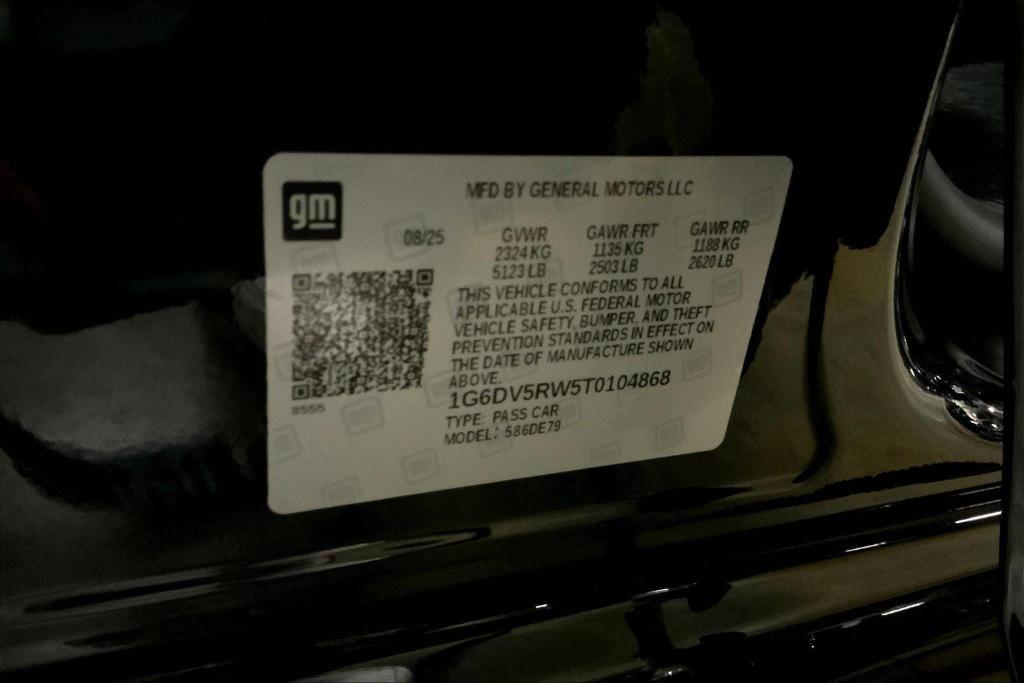 gm
MFD BY GENERAL MOTORS LLC
08/25
GVWR GAWR FRT GAWR RR
2324 KG 1135 KG 1188 KG
5123 LB 2503 LB 2620 LB
THIS VEHICLE CONFORMS TO ALL
APPLICABLE U.S. FEDERAL MOTOR
VEHICLE SAFETY, BUMPER, AND THEFT
PREVENTION STANDARDS IN EFFECT ON
THE DATE OF MANUFACTURE SHOWN
ABOVE.
8555
1G6DV5RW5T0104868
TYPE: PASS CAR
MODEL: 586DE79